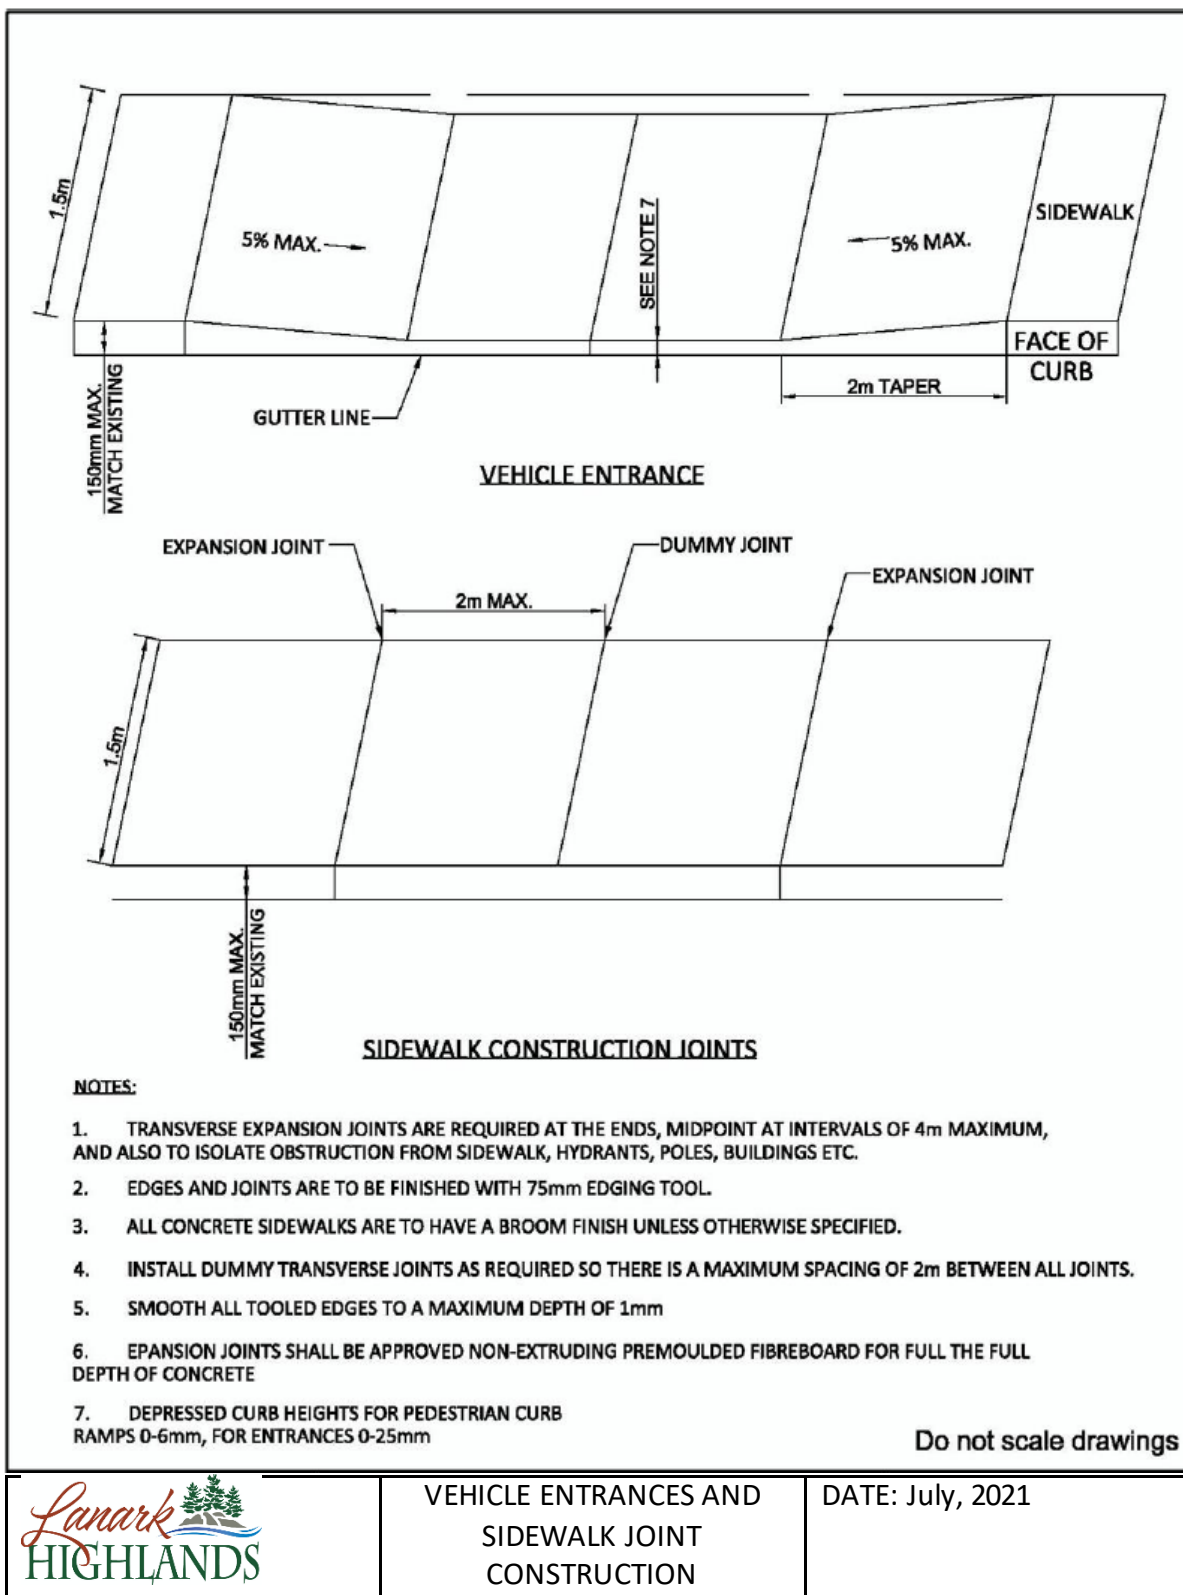 1.5m
5% MAX.
SEE NOTE 7
5% MAX.
SIDEWALK
FACE OF
CURB
2m TAPER
GUTTER LINE
150mm MAX.
MATCH EXISTING
VEHICLE ENTRANCE
EXPANSION JOINT
DUMMY JOINT
EXPANSION JOINT
2m MAX.
1.5m
150mm MAX.
MATCH EXISTING
SIDEWALK CONSTRUCTION JOINTS
NOTES:
1. TRANSVERSE EXPANSION JOINTS ARE REQUIRED AT THE ENDS, MIDPOINT AT INTERVALS OF 4m MAXIMUM,
AND ALSO TO ISOLATE OBSTRUCTION FROM SIDEWALK, HYDRANTS, POLES, BUILDINGS ETC.
2. EDGES AND JOINTS ARE TO BE FINISHED WITH 75mm EDGING TOOL.
3. ALL CONCRETE SIDEWALKS ARE TO HAVE A BROOM FINISH UNLESS OTHERWISE SPECIFIED.
4. INSTALL DUMMY TRANSVERSE JOINTS AS REQUIRED SO THERE IS A MAXIMUM SPACING OF 2m BETWEEN ALL JOINTS.
5. SMOOTH ALL TOOLED EDGES TO A MAXIMUM DEPTH OF 1mm
6. EPANSION JOINTS SHALL BE APPROVED NON-EXTRUDING PREMOULDED FIBREBOARD FOR FULL THE FULL
DEPTH OF CONCRETE
7. DEPRESSED CURB HEIGHTS FOR PEDESTRIAN CURB
RAMPS 0-6mm, FOR ENTRANCES 0-25mm
Do not scale drawings
Lanark
HIGHLANDS
VEHICLE ENTRANCES AND
SIDEWALK JOINT
CONSTRUCTION
DATE: July, 2021